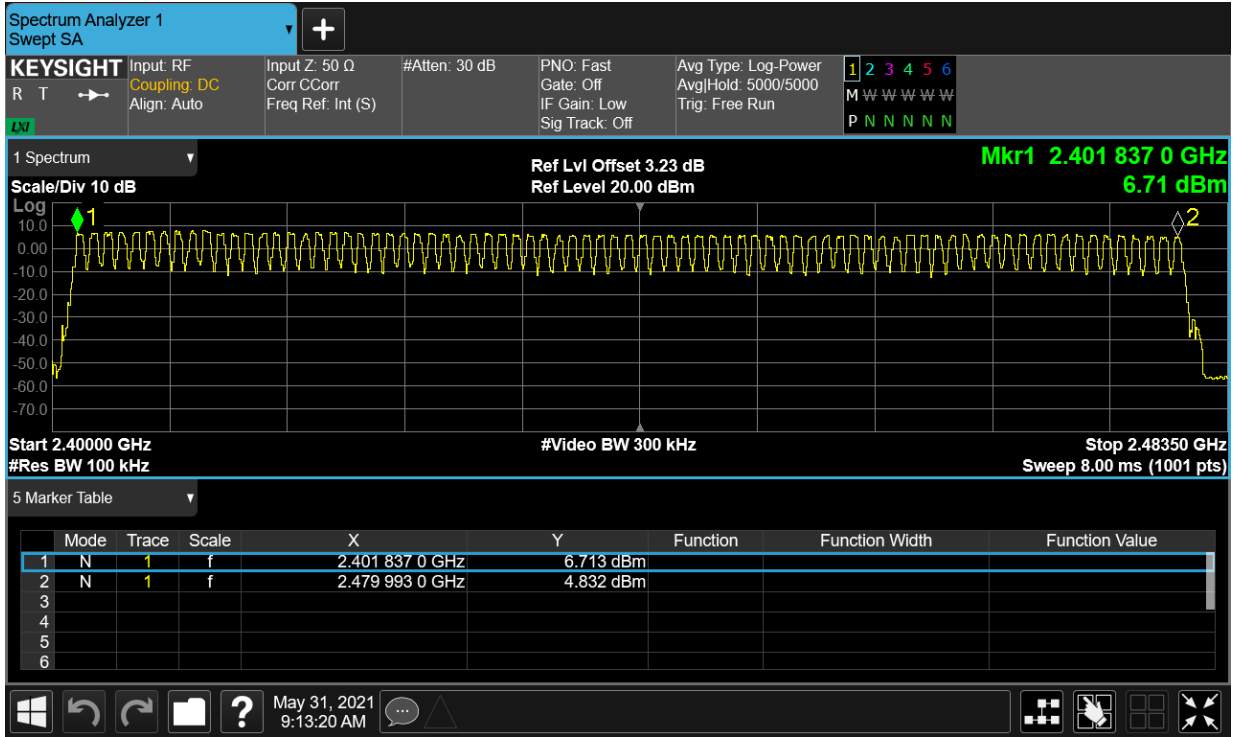 Spectrum Analyzer 1
Swept SA
KEYSIGHT
R T
LXI
Input: RF
Coupling: DC
Align: Auto
Input Z: 50 Ω
Corr CCorr
Freq Ref: Int (S)
#Atten: 30 dB
PNO: Fast
Gate: Off
IF Gain: Low
Sig Track: Off
Avg Type: Log-Power
Avg|Hold: 5000/5000
Trig: Free Run
1 2 3 4 5 6
M W W W W W
P N N N N N
1 Spectrum
Scale/Div 10 dB
Ref Lvl Offset 3.23 dB
Ref Level 20.00 dBm
Mkr1 2.401 837 0 GHz
6.71 dBm
Log
1
2
10.0
0.00
-10.0
-20.0
-30.0
-40.0
-50.0
-60.0
-70.0
Start 2.40000 GHz
#Video BW 300 kHz
Stop 2.48350 GHz
#Res BW 100 kHz
Sweep 8.00 ms (1001 pts)
5 Marker Table
Mode Trace Scale X Y Function Function Width Function Value
1 N 1 f 2.401 837 0 GHz 6.713 dBm
2 N 1 f 2.479 993 0 GHz 4.832 dBm
3
4
5
6
?
May 31, 2021
9:13:20 AM